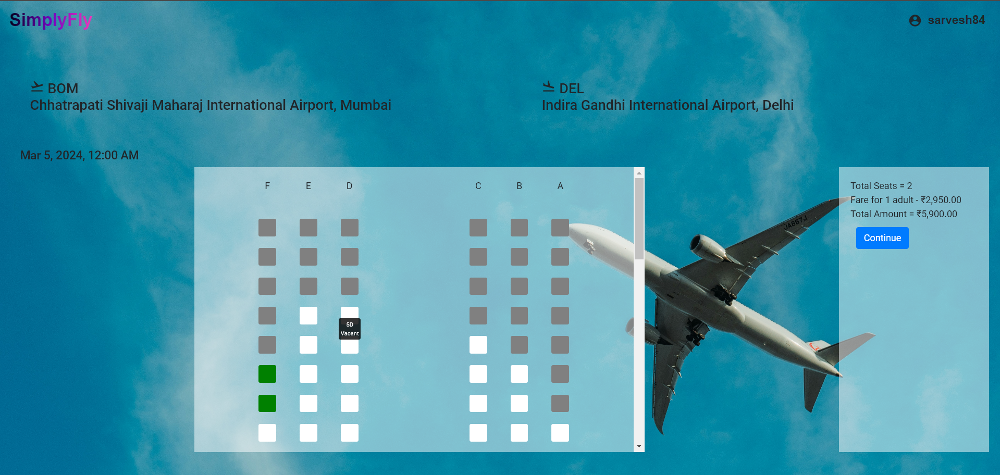 SimplyFly
sarvesh84
BOM
Chhatrapati Shivaji Maharaj International Airport, Mumbai
DEL
Indira Gandhi International Airport, Delhi
Mar 5, 2024, 12:00 AM
F E D C B A
5D
Vacant
Total Seats = 2
Fare for 1 adult - ₹2,950.00
Total Amount = ₹5,900.00
Continue
JA867J